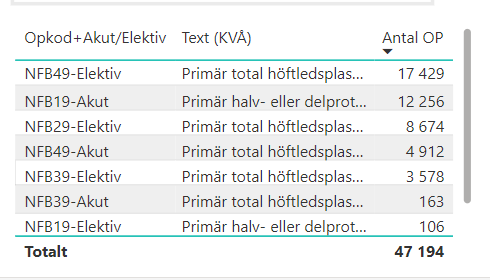 Opkod+Akut/Elektiv Text (KVÅ) Antal OP
NFB49-Elektiv Primär total höftledsplas... 17 429
NFB19-Akut Primär halv- eller delprot... 12 256
NFB29-Elektiv Primär total höftledsplas... 8 674
NFB49-Akut Primär total höftledsplas... 4 912
NFB39-Elektiv Primär total höftledsplas... 3 578
NFB39-Akut Primär total höftledsplas... 163
NFB19-Elektiv Primär halv- eller delprot... 106
Totalt 47 194